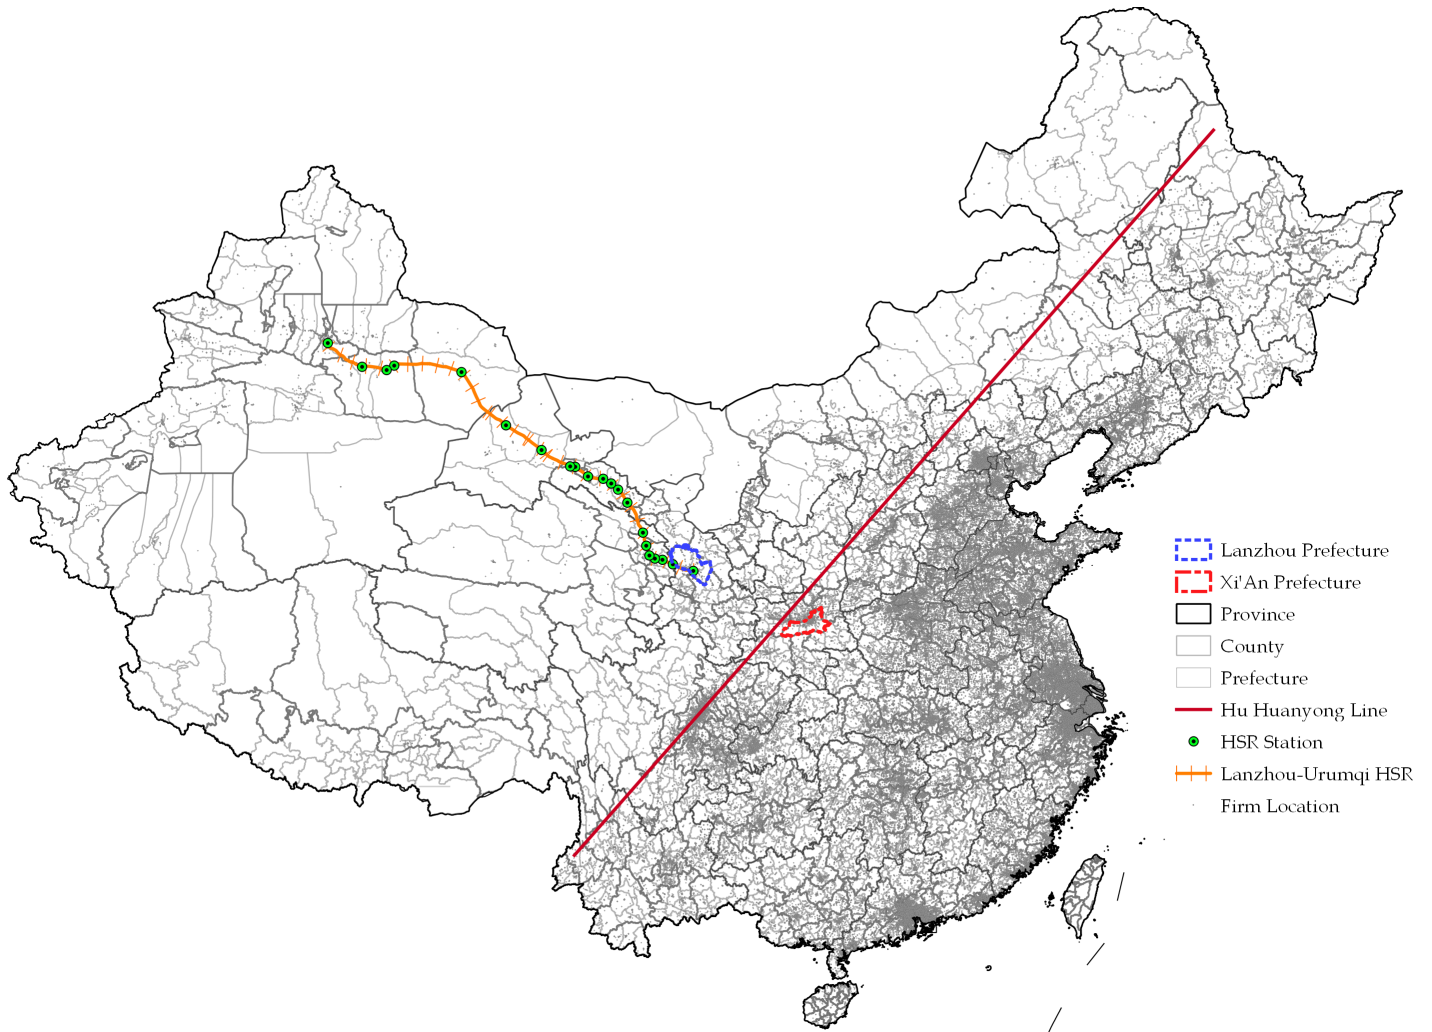 Lanzhou Prefecture
Xi'An Prefecture
Province
County
Prefecture
Hu Huanyong Line
HSR Station
Lanzhou-Urumqi HSR
Firm Location